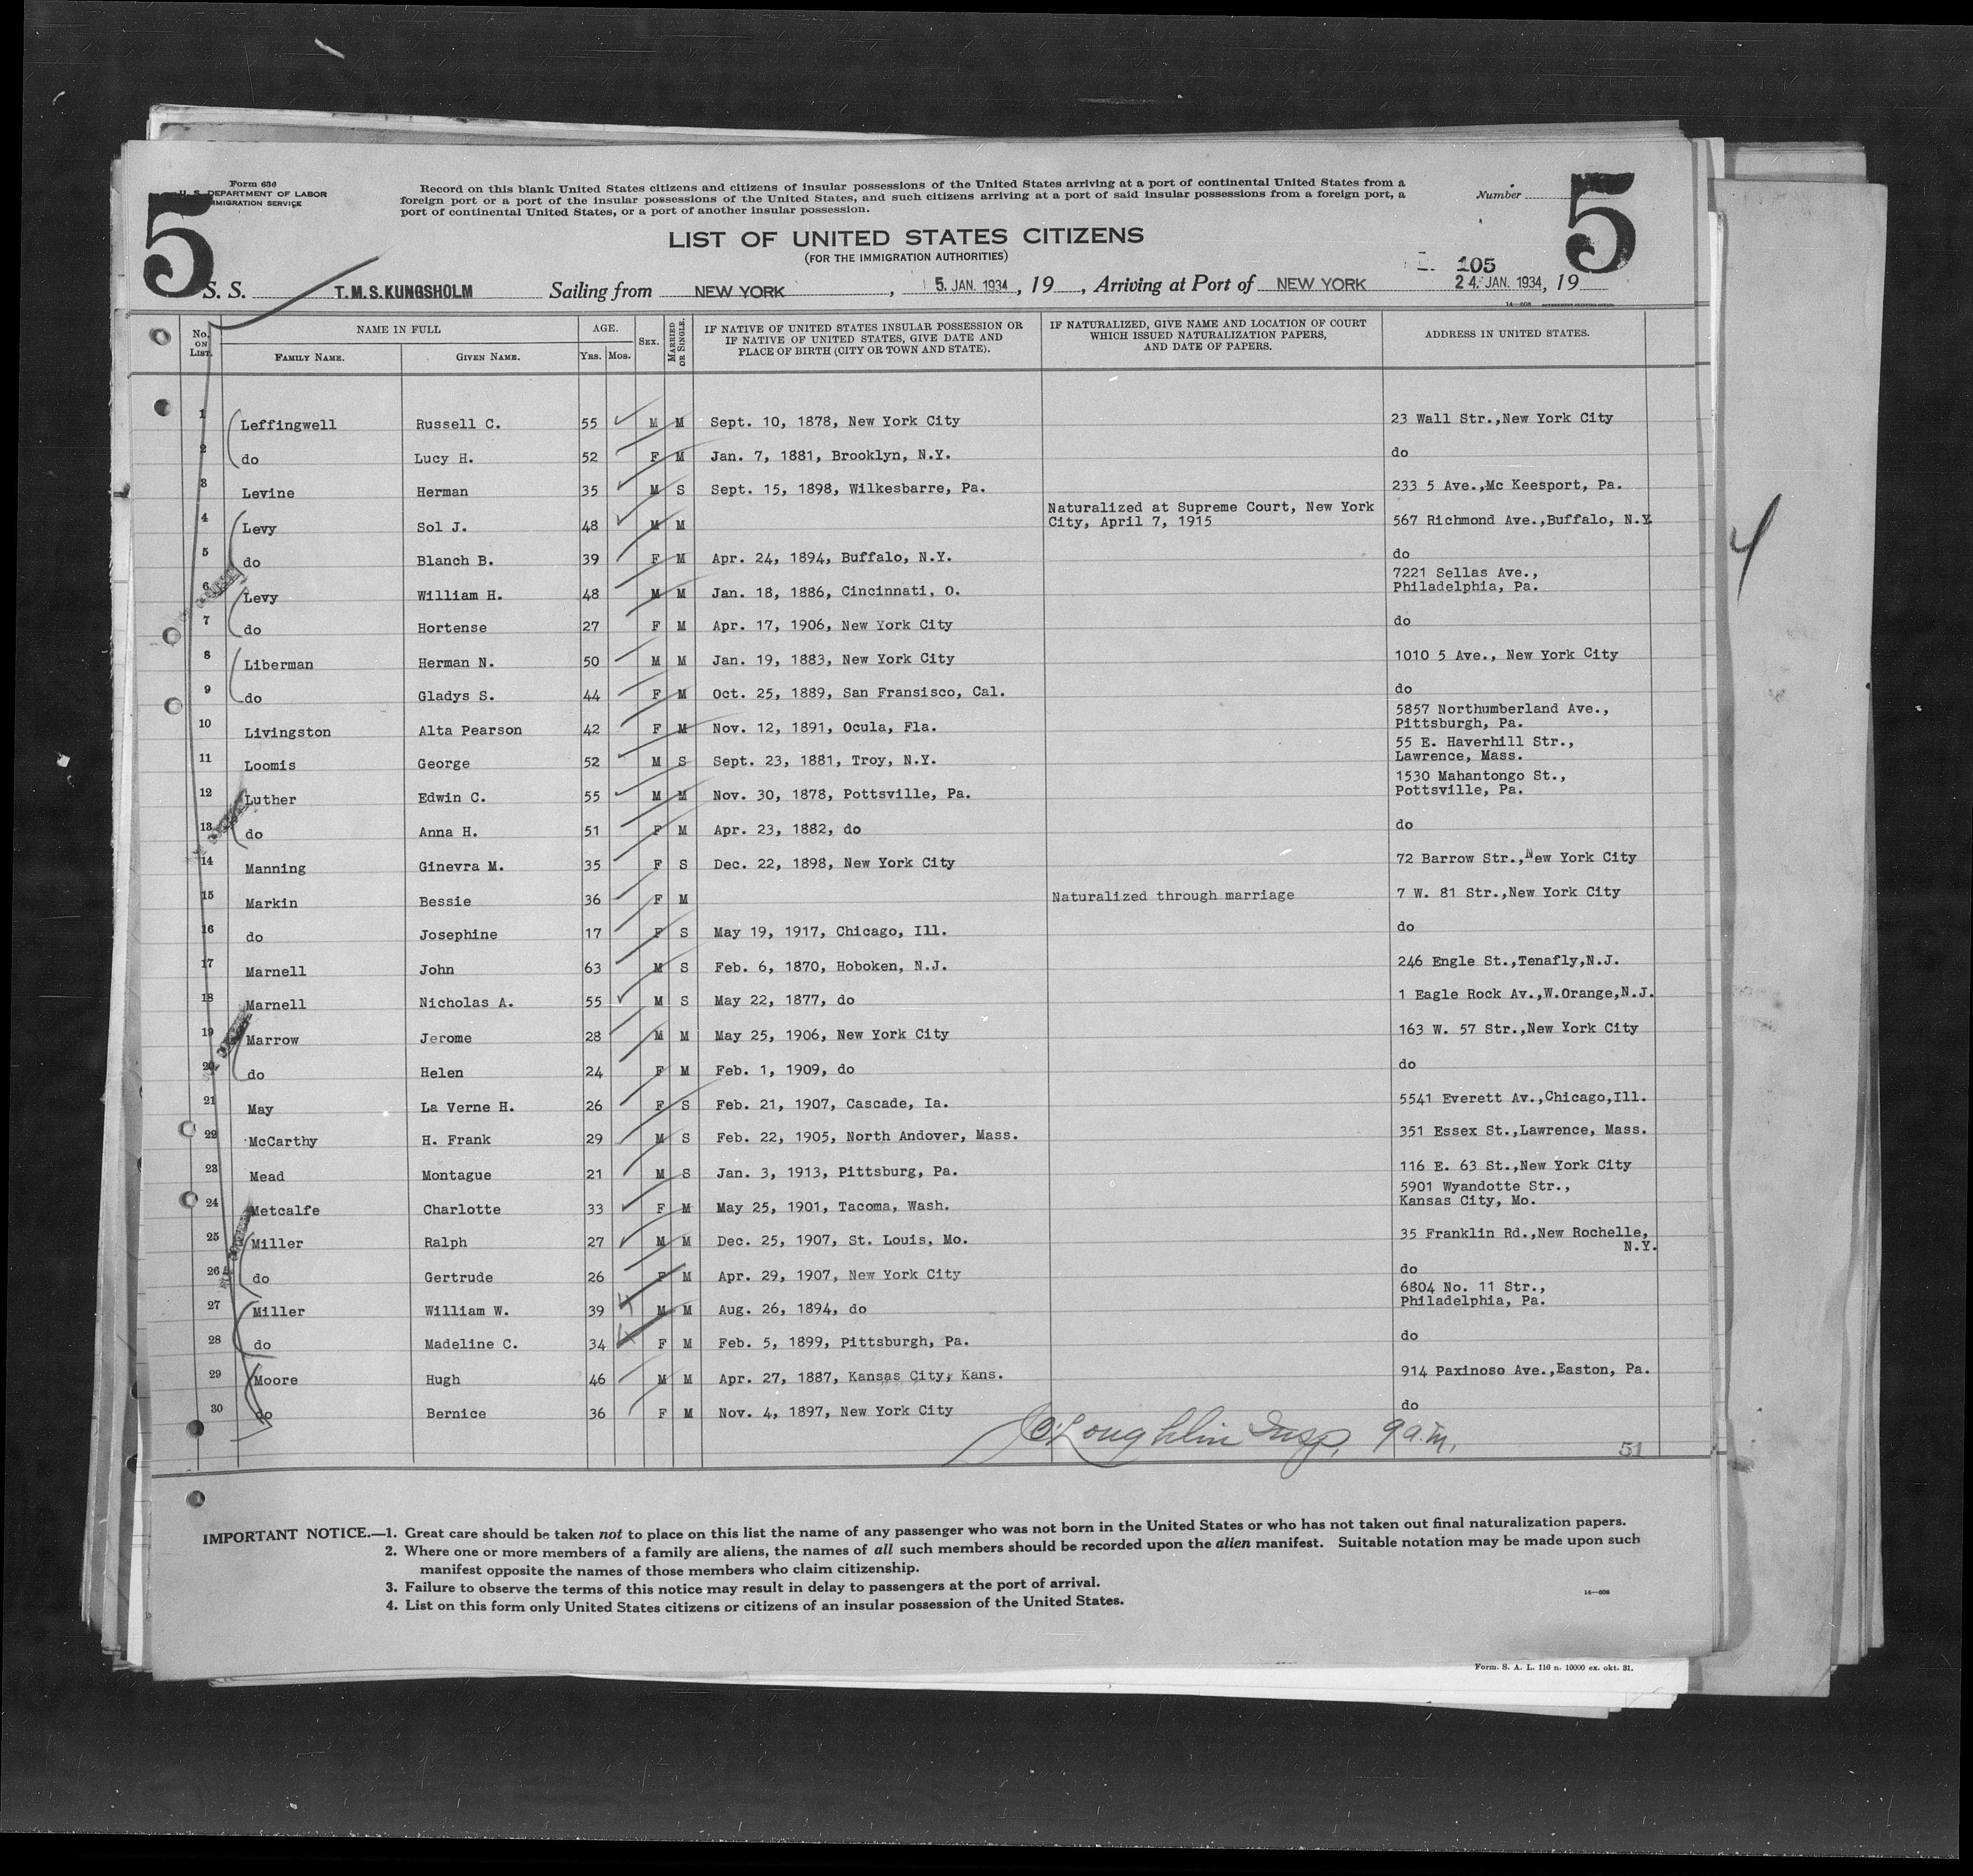 Form 630
U. S. DEPARTMENT OF LABOR
IMMIGRATION SERVICE
5
Record on this blank United States citizens and citizens of insular possessions of the United States arriving at a port of continental United States from a
foreign port or a port of the insular possessions of the United States, and such citizens arriving at a port of said insular possessions from a foreign port, a
port of continental United States, or a port of another insular possession.
Number
5
LIST OF UNITED STATES CITIZENS
(FOR THE IMMIGRATION AUTHORITIES)
105
S. S. T.M.S.KUNGSHOLM Sailing from NEW YORK, 5. JAN. 1934, 19, Arriving at Port of NEW YORK 24. JAN. 1934, 19
14—608
No. ON LIST. NAME IN FULL FAMILY NAME. GIVEN NAME. AGE. YRS. MOS. SEX. MARRIED OR SINGLE. IF NATIVE OF UNITED STATES INSULAR POSSESSION OR IF NATIVE OF UNITED STATES, GIVE DATE AND PLACE OF BIRTH (CITY OR TOWN AND STATE). IF NATURALIZED, GIVE NAME AND LOCATION OF COURT WHICH ISSUED NATURALIZATION PAPERS, AND DATE OF PAPERS. ADDRESS IN UNITED STATES.
1 Leffingwell Russell C. 55 M M Sept. 10, 1878, New York City 23 Wall Str.,New York City
2 do Lucy H. 52 F M Jan. 7, 1881, Brooklyn, N.Y. do
3 Levine Herman 35 M S Sept. 15, 1898, Wilkesbarre, Pa. 233 5 Ave.,Mc Keesport, Pa.
4 Levy Sol J. 48 M M Naturalized at Supreme Court, New York City, April 7, 1915 567 Richmond Ave.,Buffalo, N.Y.
5 do Blanch B. 39 F M Apr. 24, 1894, Buffalo, N.Y. do
6 Levy William H. 48 M M Jan. 18, 1886, Cincinnati, O. 7221 Sellas Ave., Philadelphia, Pa.
7 do Hortense 27 F M Apr. 17, 1906, New York City do
8 Liberman Herman N. 50 M M Jan. 19, 1883, New York City 1010 5 Ave., New York City
9 do Gladys S. 44 F M Oct. 25, 1889, San Fransisco, Cal. do
10 Livingston Alta Pearson 42 F M Nov. 12, 1891, Ocula, Fla. 5857 Northumberland Ave., Pittsburgh, Pa.
11 Loomis George 52 M S Sept. 23, 1881, Troy, N.Y. 55 E. Haverhill Str., Lawrence, Mass.
12 Luther Edwin C. 55 M M Nov. 30, 1878, Pottsville, Pa. 1530 Mahantongo St., Pottsville, Pa.
13 do Anna H. 51 F M Apr. 23, 1882, do do
14 Manning Ginevra M. 35 F S Dec. 22, 1898, New York City 72 Barrow Str.,New York City
15 Markin Bessie 36 F M Naturalized through marriage 7 W. 81 Str.,New York City
16 do Josephine 17 F S May 19, 1917, Chicago, Ill. do
17 Marnell John 63 M S Feb. 6, 1870, Hoboken, N.J. 246 Engle St.,Tenafly,N.J.
18 Marnell Nicholas A. 55 M S May 22, 1877, do 1 Eagle Rock Av.,W.Orange,N.J.
19 Marrow Jerome 28 M M May 25, 1906, New York City 163 W. 57 Str.,New York City
20 do Helen 24 F M Feb. 1, 1909, do do
21 May La Verne H. 26 F S Feb. 21, 1907, Cascade, Ia. 5541 Everett Av.,Chicago,Ill.
22 McCarthy H. Frank 29 M S Feb. 22, 1905, North Andover, Mass. 351 Essex St.,Lawrence, Mass.
23 Mead Montague 21 M S Jan. 3, 1913, Pittsburg, Pa. 116 E. 63 St.,New York City
24 Metcalfe Charlotte 33 F M May 25, 1901, Tacoma, Wash. 5901 Wyandotte Str., Kansas City, Mo.
25 Miller Ralph 27 M M Dec. 25, 1907, St. Louis, Mo. 35 Franklin Rd.,New Rochelle, N.Y.
26 do Gertrude 26 F M Apr. 29, 1907, New York City do
27 Miller William W. 39 M M Aug. 26, 1894, do 6804 No. 11 Str., Philadelphia, Pa.
28 do Madeline C. 34 F M Feb. 5, 1899, Pittsburgh, Pa. do
29 Moore Hugh 46 M M Apr. 27, 1887, Kansas City, Kans. 914 Paxinoso Ave.,Easton, Pa.
30 do Bernice 36 F M Nov. 4, 1897, New York City do
O'Loughlin Insp. 9 a.m.
51
4
IMPORTANT NOTICE.—1. Great care should be taken not to place on this list the name of any passenger who was not born in the United States or who has not taken out final naturalization papers.
2. Where one or more members of a family are aliens, the names of all such members should be recorded upon the alien manifest. Suitable notation may be made upon such
manifest opposite the names of those members who claim citizenship.
3. Failure to observe the terms of this notice may result in delay to passengers at the port of arrival.
4. List on this form only United States citizens or citizens of an insular possession of the United States.
14—608
Form. S. A. L. 116 n. 10000 ex. okt. 31.